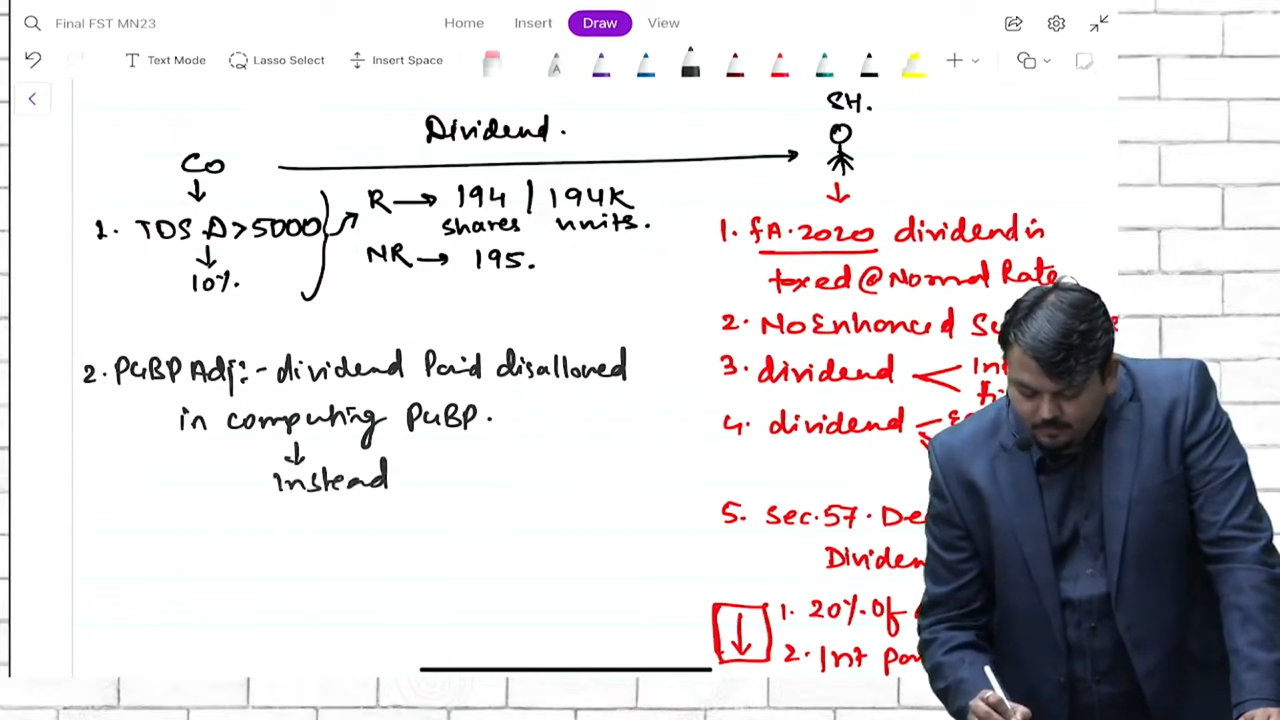 Final FST MN23
Home Insert Draw View
Text Mode Lasso Select Insert Space
Dividend.
SH.
Co
1. TDS D > 5000
10%.
R → 194 | 194K
shares units.
NR → 195.
2. PGBP Adj:- dividend Paid disallowed
in computing PGBP.
Instead
1. FA.2020 dividend is
taxed @ Normal Rate
2. No Enhanced
3. dividend
4. dividend
5. Sec.57.
1. 20% Of
2. Int